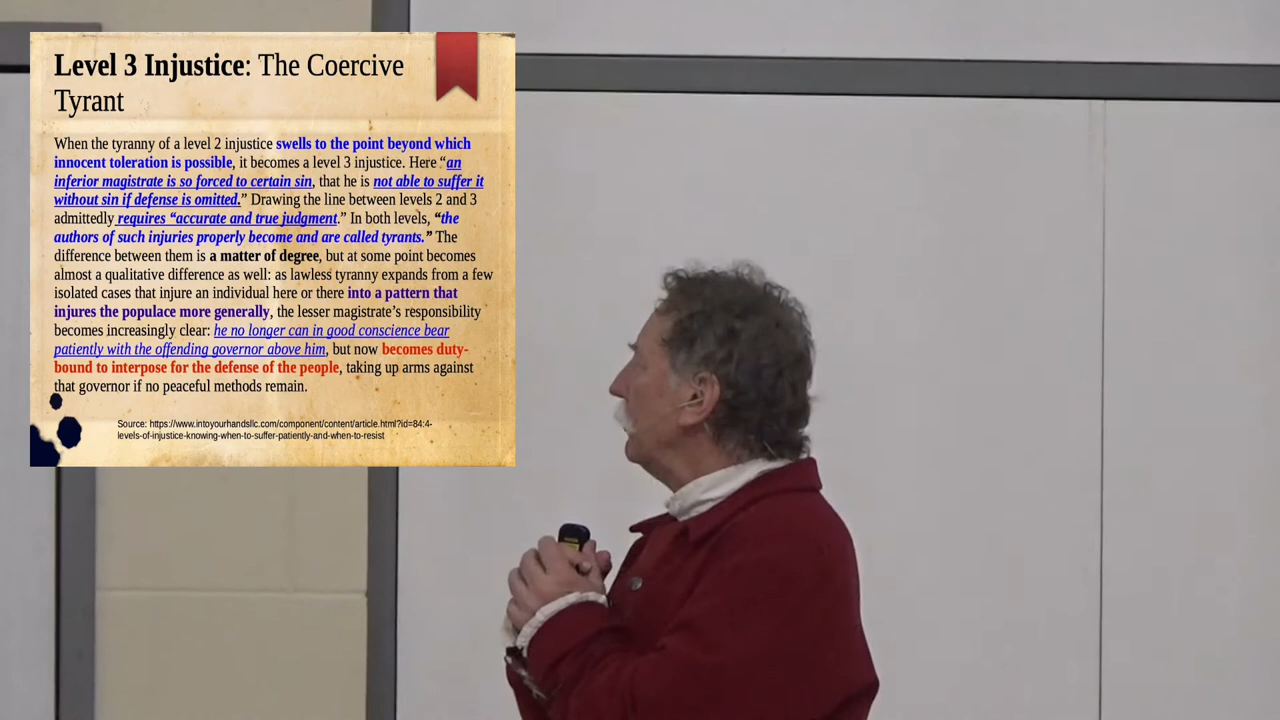 Level 3 Injustice: The Coercive
Tyrant
When the tyranny of a level 2 injustice swells to the point beyond which
innocent toleration is possible, it becomes a level 3 injustice. Here “an
inferior magistrate is so forced to certain sin, that he is not able to suffer it
without sin if defense is omitted.” Drawing the line between levels 2 and 3
admittedly requires “accurate and true judgment.” In both levels, “the
authors of such injuries properly become and are called tyrants.” The
difference between them is a matter of degree, but at some point becomes
almost a qualitative difference as well: as lawless tyranny expands from a few
isolated cases that injure an individual here or there into a pattern that
injures the populace more generally, the lesser magistrate’s responsibility
becomes increasingly clear: he no longer can in good conscience bear
patiently with the offending governor above him, but now becomes duty-
bound to interpose for the defense of the people, taking up arms against
that governor if no peaceful methods remain.
Source: https://www.intoyourhandsllc.com/component/content/article.html?id=84:4-
levels-of-injustice-knowing-when-to-suffer-patiently-and-when-to-resist